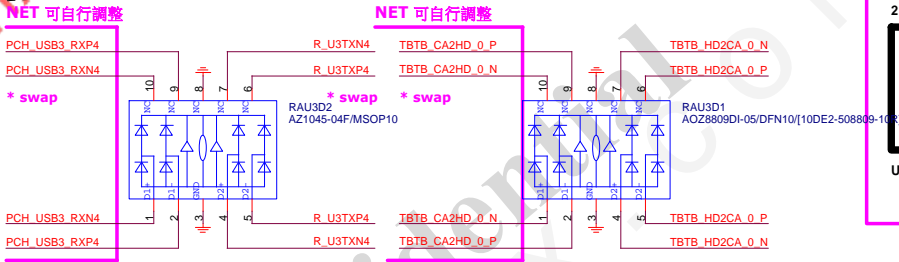 NET 可自行調整
NET 可自行調整
2
PCH_USB3_RXP4
R_U3TXN4
TBTB_CA2HD_0_P
TBTB_HD2CA_0_N
PCH_USB3_RXN4
R_U3TXP4
TBTB_CA2HD_0_N
TBTB_HD2CA_0_P
* swap
* swap
* swap
10 9 8 7 6
10 9 8 7 6
NC NC NC NC
NC NC NC NC
RAU3D2
AZ1045-04F/MSOP10
RAU3D1
AOZ8809DI-05/DFN10/[10DE2-508809-10R
D1+ D1- GND D2+ D2-
D1+ D1- GND D2+ D2-
1 2 3 4 5
1 2 3 4 5
PCH_USB3_RXN4
R_U3TXP4
TBTB_CA2HD_0_N
TBTB_HD2CA_0_P
PCH_USB3_RXP4
R_U3TXN4
TBTB_CA2HD_0_P
TBTB_HD2CA_0_N
U